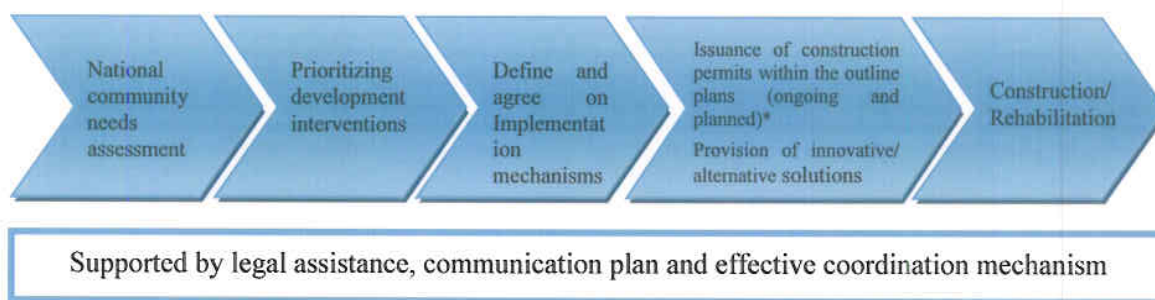 National
community
needs
assessment
Prioritizing
development
interventions
Define and
agree on
Implementat
ion
mechanisms
Issuance of construction
permits within the outline
plans (ongoing and
planned)*
Provision of innovative/
alternative solutions
Construction/
Rehabilitation
Supported by legal assistance, communication plan and effective coordination mechanism